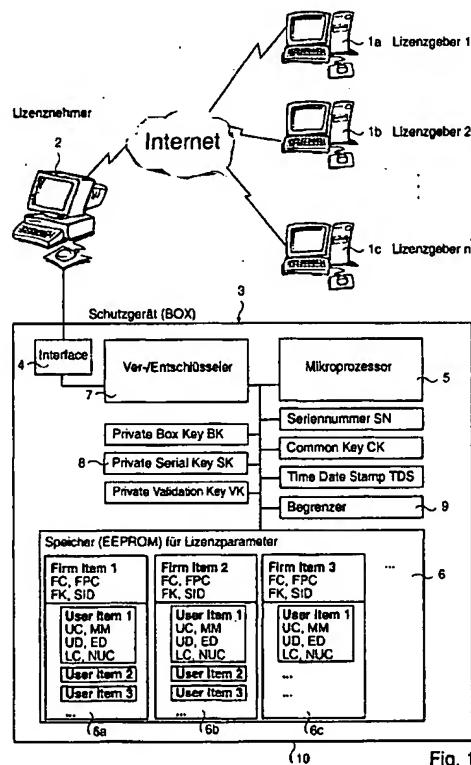 1a Lizenzgeber 1
Lizenznehmer
2
Internet
1b Lizenzgeber 2
1c Lizenzgeber n
Schutzgerät (BOX)
3
Interface
4
Ver-/Entschlüsseler
7
Mikroprozessor
5
Seriennummer SN
Private Box Key BK
Common Key CK
8 Private Serial Key SK
Time Date Stamp TDS
Private Validation Key VK
Begrenzer
9
Speicher (EEPROM) für Lizenzparameter
6
Firm Item 1
FC, FPC
FK, SID
User Item 1
UC, MM
UD, ED
LC, NUC
User Item 2
User Item 3
...
6a
Firm Item 2
FC, FPC
FK, SID
User Item 1
UC, MM
UD, ED
LC, NUC
User Item 2
User Item 3
...
6b
Firm Item 3
FC, FPC
FK, SID
User Item 1
UC, MM
UD, ED
LC, NUC
...
...
...
6c
...
10
Fig. 1